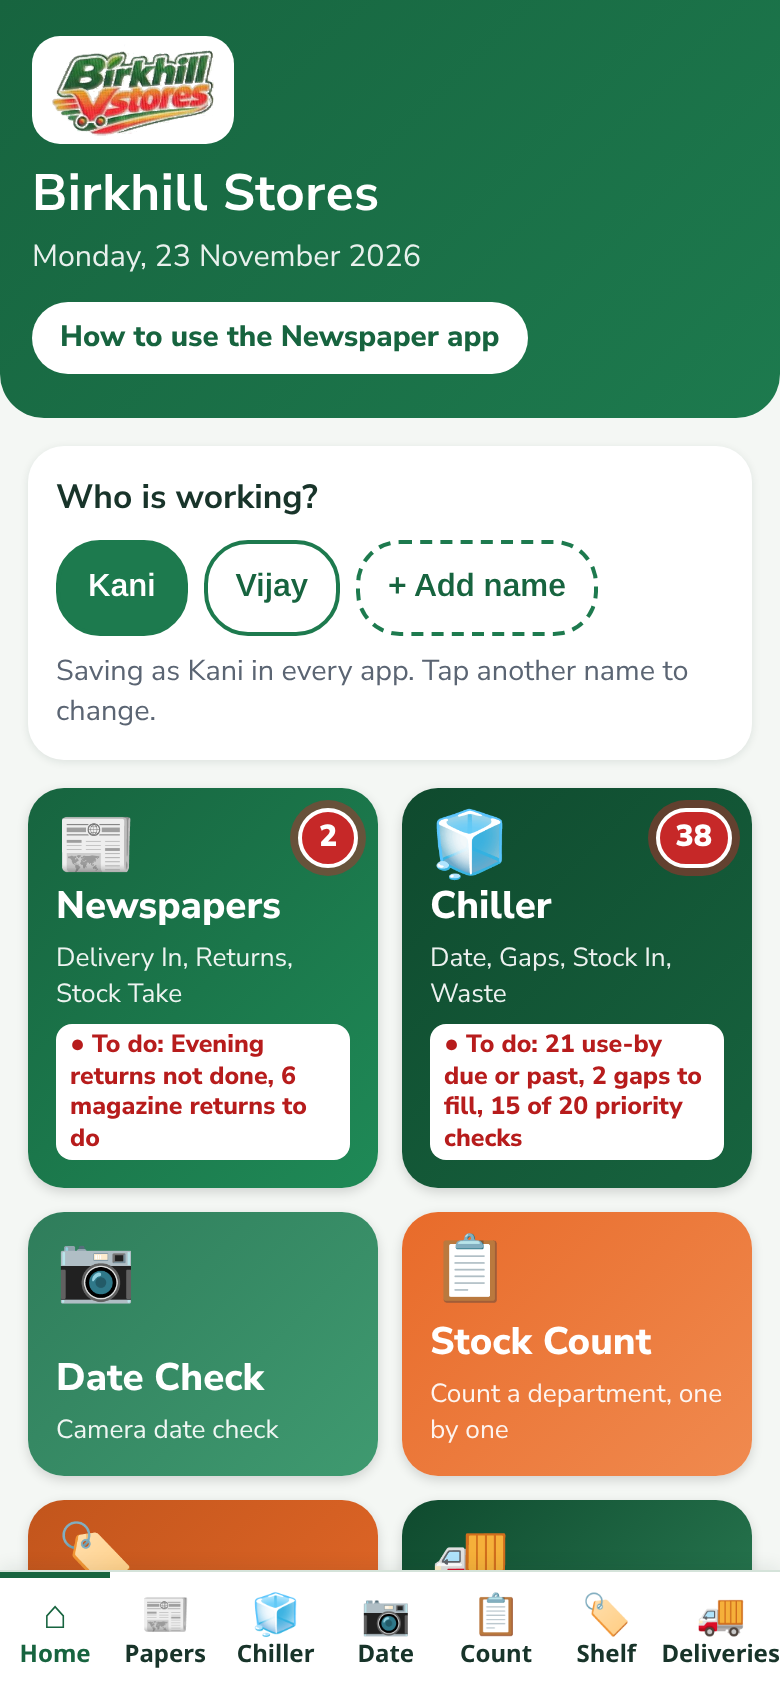 Birkhill
Vstores
Birkhill Stores
Monday, 23 November 2026
How to use the Newspaper app
Who is working?
Kani
Vijay
+ Add name
Saving as Kani in every app. Tap another name to
change.
2
Newspapers
Delivery In, Returns,
Stock Take
● To do: Evening
returns not done, 6
magazine returns to
do
38
Chiller
Date, Gaps, Stock In,
Waste
● To do: 21 use-by
due or past, 2 gaps to
fill, 15 of 20 priority
checks
Date Check
Camera date check
Stock Count
Count a department, one
by one
Home
Papers
Chiller
Date
Count
Shelf
Deliveries